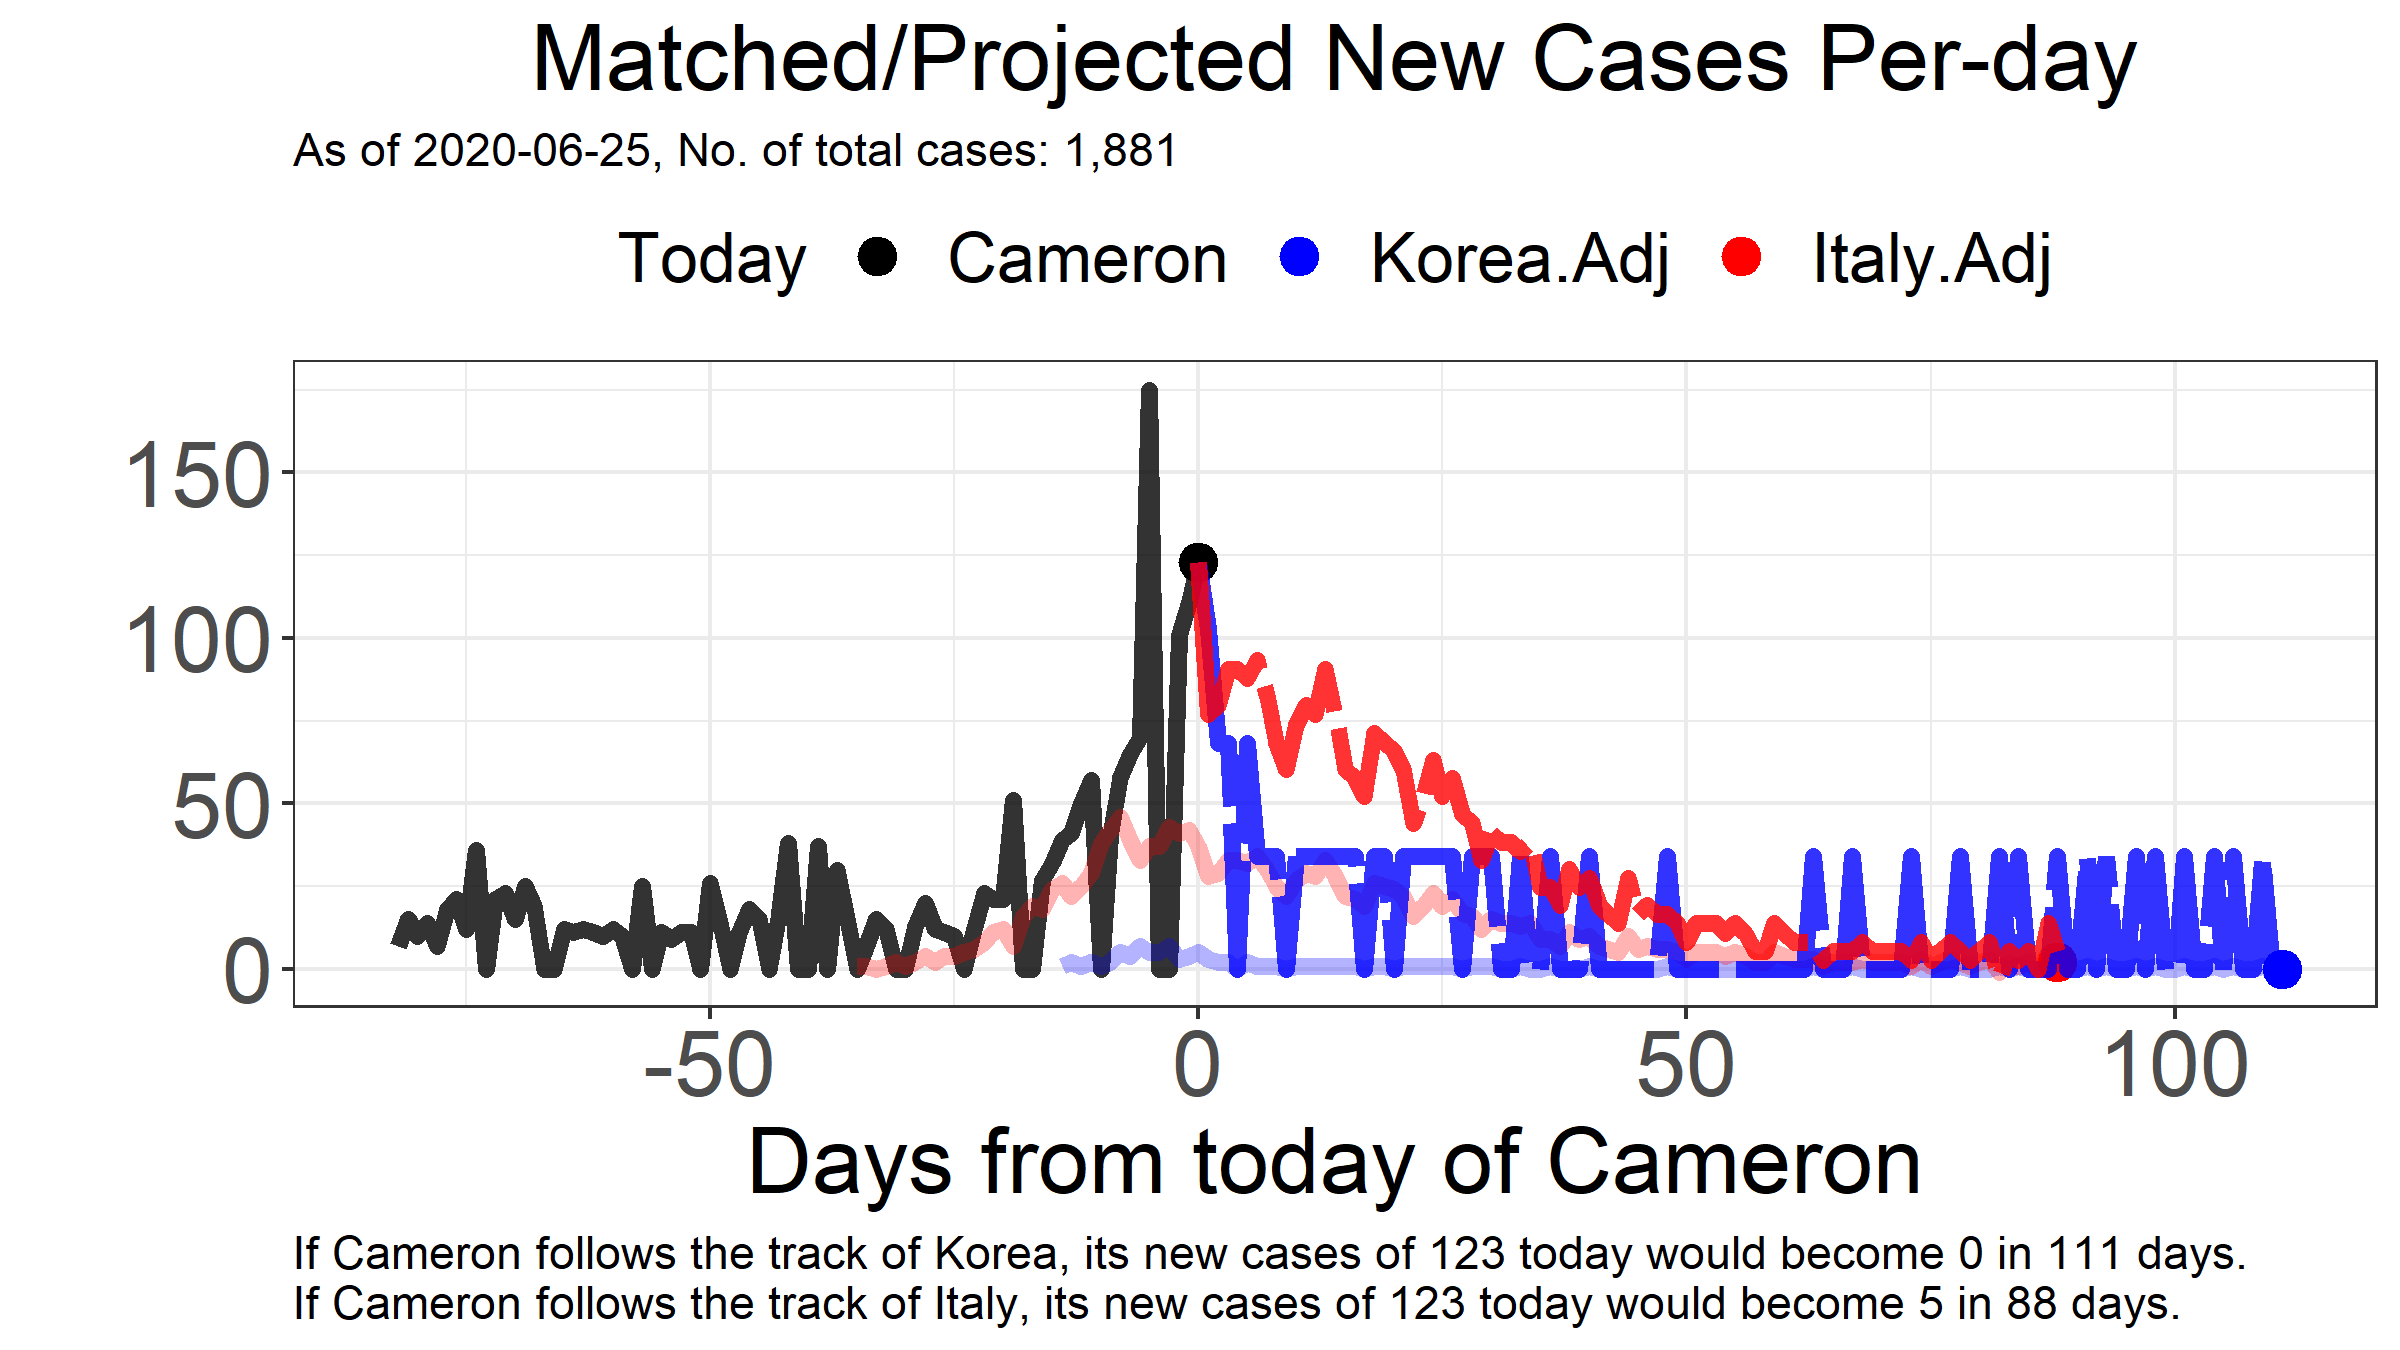 Matched/Projected New Cases Per-day
As of 2020-06-25, No. of total cases: 1,881
Today Cameron Korea.Adj Italy.Adj
150
100
50
0
-50 0 50 100
Days from today of Cameron
If Cameron follows the track of Korea, its new cases of 123 today would become 0 in 111 days.
If Cameron follows the track of Italy, its new cases of 123 today would become 5 in 88 days.